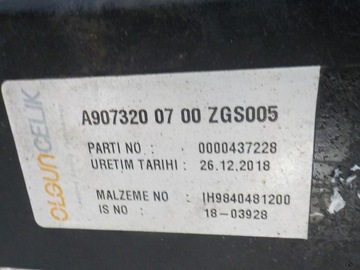 OLGUNÇELİK
A907320 07 00 ZGS005
PARTI NO : 0000437228
URETIM TARIHI : 26.12.2018
MALZEME NO : IH9840481200
IS NO : 18-03928